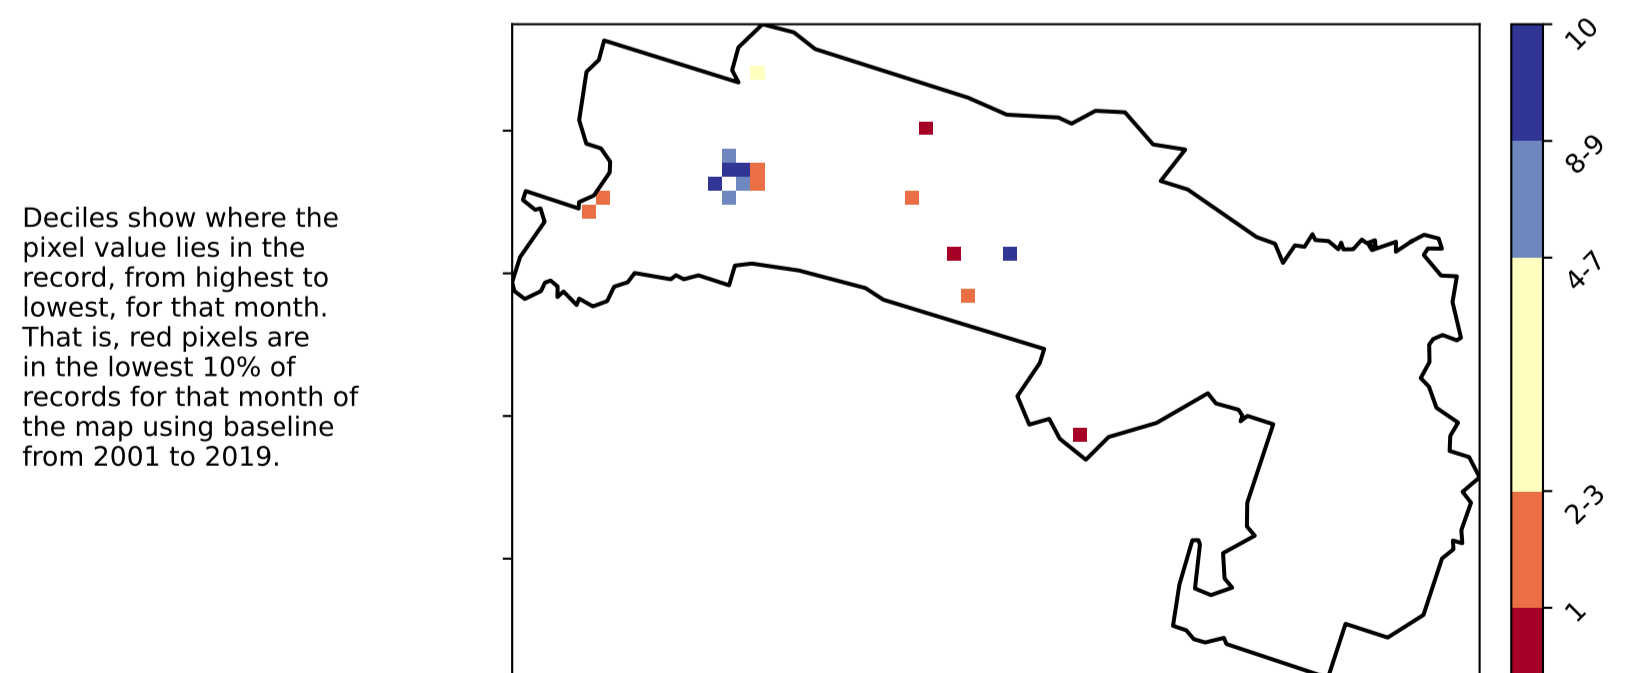 Deciles show where the
pixel value lies in the
record, from highest to
lowest, for that month.
That is, red pixels are
in the lowest 10% of
records for that month of
the map using baseline
from 2001 to 2019.
10
8-9
4-7
2-3
1